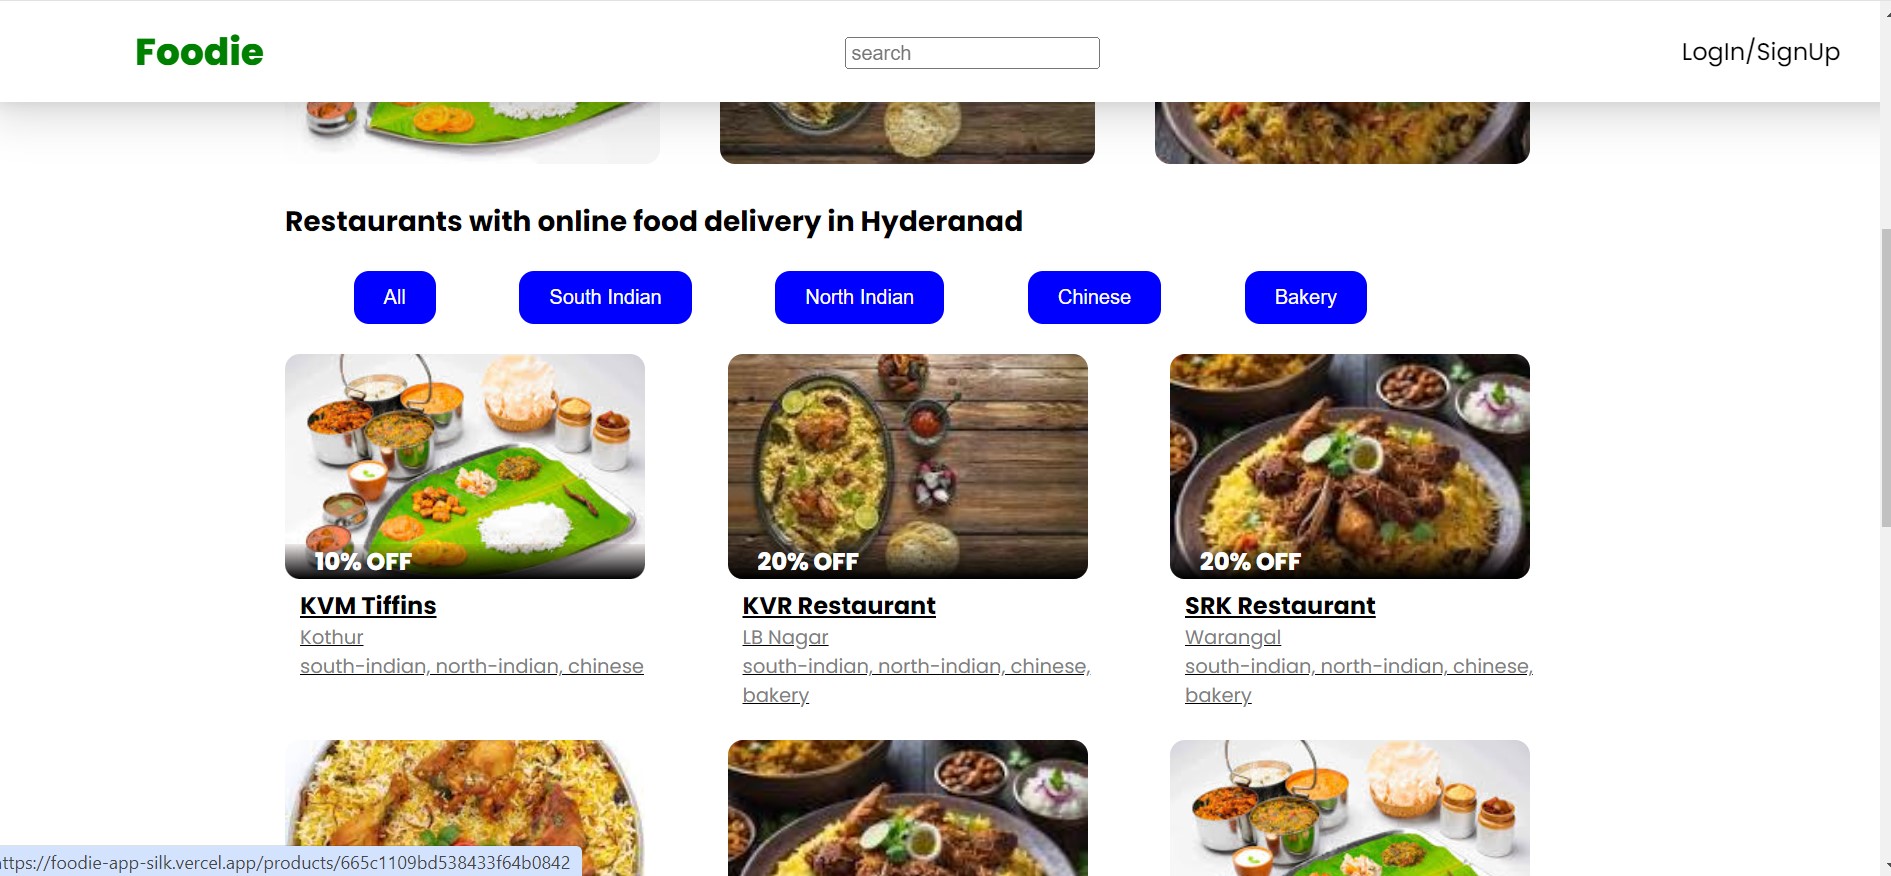 Foodie
search
LogIn/SignUp
Restaurants with online food delivery in Hyderanad
All
South Indian
North Indian
Chinese
Bakery
10% OFF
20% OFF
20% OFF
KVM Tiffins
Kothur
south-indian, north-indian, chinese
KVR Restaurant
LB Nagar
south-indian, north-indian, chinese,
bakery
SRK Restaurant
Warangal
south-indian, north-indian, chinese,
bakery
ttps://foodie-app-silk.vercel.app/products/665c1109bd538433f64b0842